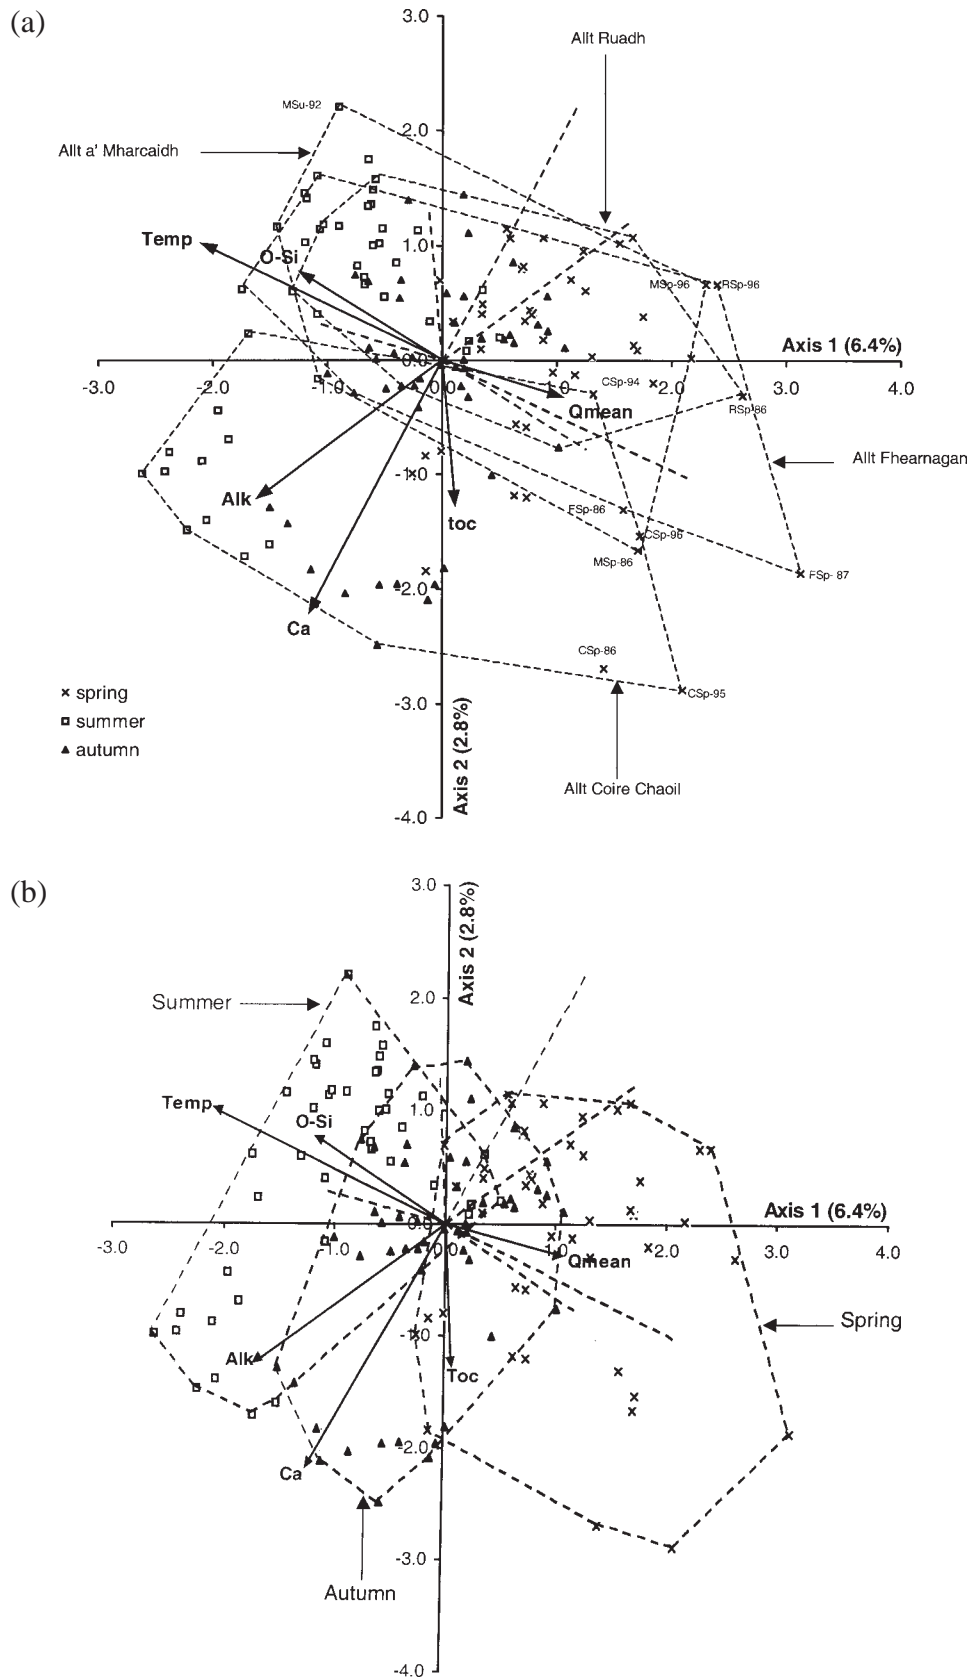 (a)
3.0
Allt Ruadh
MSu-92
2.0
Allt a' Mharcaidh
Temp
1.0
O-Si
MSp-96
RSp-96
Axis 1 (6.4%)
0.0
-3.0
-2.0
-1.0
0.0
1.0
2.0
3.0
4.0
CSp-94
Qmean
RSp-86
Allt Fhearnagan
-1.0
Alk
toc
FSp-86
CSp-96
MSp-86
FSp-87
-2.0
Ca
CSp-86
CSp-95
× spring
summer
autumn
-3.0
Axis 2 (2.8%)
Allt Coire Chaoil
-4.0
(b)
3.0
Axis 2 (2.8%)
2.0
Summer
Temp
O-Si
1.0
Axis 1 (6.4%)
0.0
-3.0
-2.0
-1.0
0.0
1.0
2.0
3.0
4.0
Qmean
Spring
-1.0
Alk
Toc
-2.0
Ca
-3.0
Autumn
-4.0